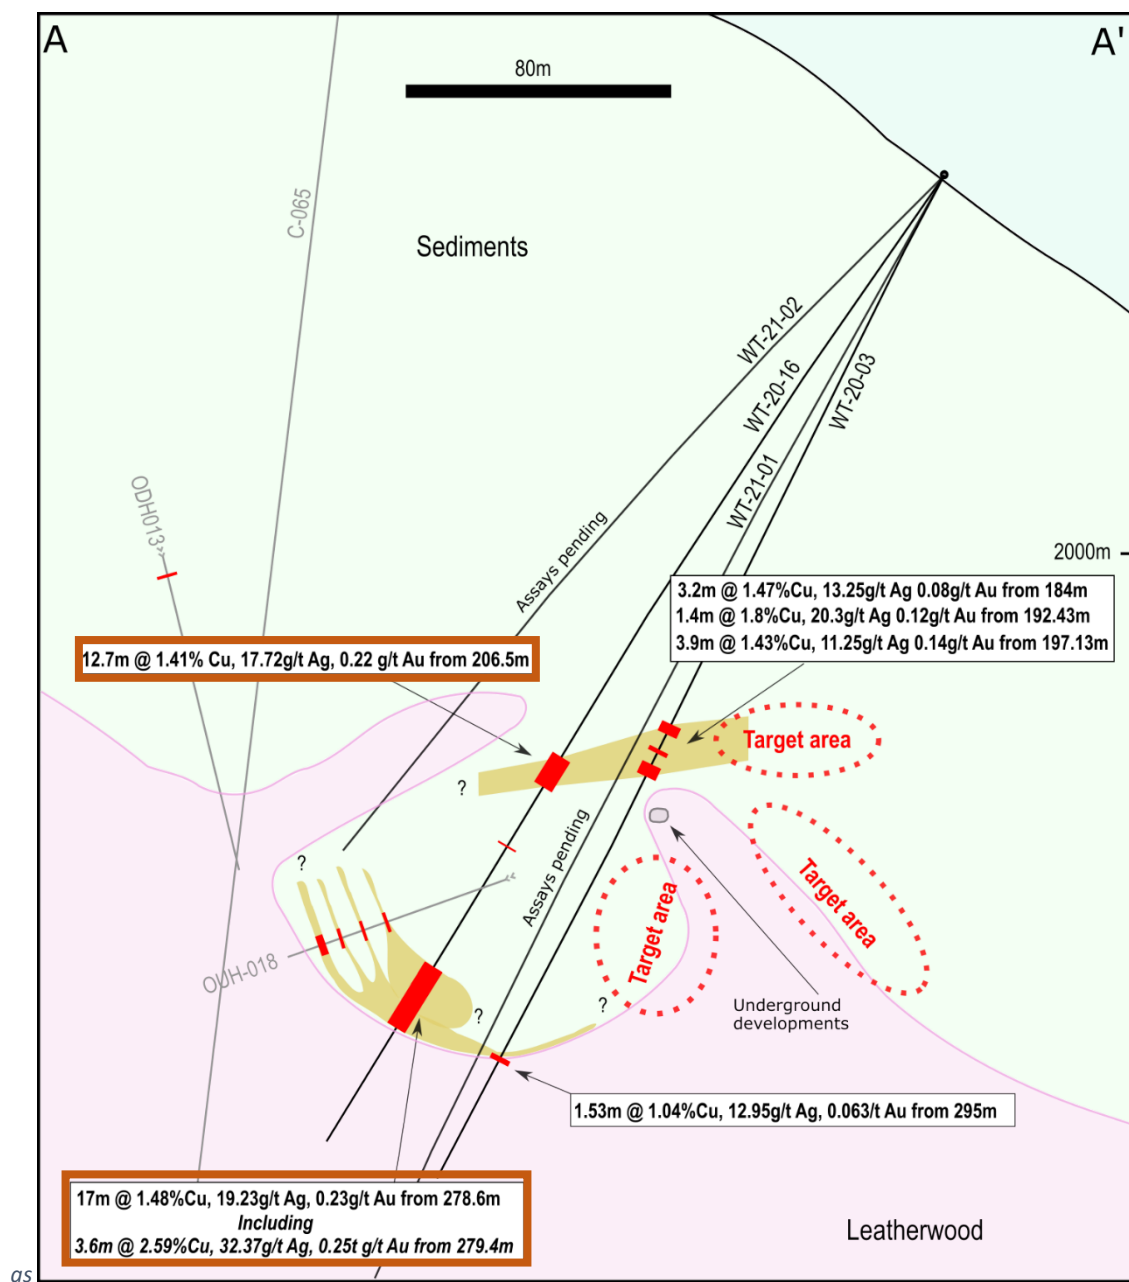 A
A'
80m
C-065
Sediments
WT-21-02
WT-20-16
WT-20-03
WT-21-01
ODH013»
Assays pending
2000m
3.2m @ 1.47%Cu, 13.25g/t Ag 0.08g/t Au from 184m
1.4m @ 1.8%Cu, 20.3g/t Ag 0.12g/t Au from 192.43m
3.9m @ 1.43%Cu, 11.25g/t Ag 0.14g/t Au from 197.13m
12.7m @ 1.41% Cu, 17.72g/t Ag, 0.22 g/t Au from 206.5m
Target area
?
?
Assays pending
Target area
Target area
OUH-018
?
?
Underground
developments
1.53m @ 1.04%Cu, 12.95g/t Ag, 0.063/t Au from 295m
17m @ 1.48%Cu, 19.23g/t Ag, 0.23g/t Au from 278.6m
Including
3.6m @ 2.59%Cu, 32.37g/t Ag, 0.25t g/t Au from 279.4m
Leatherwood
as